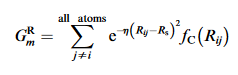 G_m^R = \sum_{j \neq i}^{\text{all atoms}} e^{-\eta (R_{ij} - R_s)^2} f_C(R_{ij})